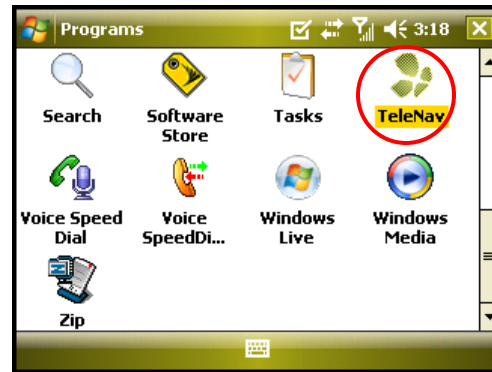 Programs 3:18
Search Software Store Tasks TeleNav
Voice Speed Dial Voice SpeedDi... Windows Live Windows Media
Zip